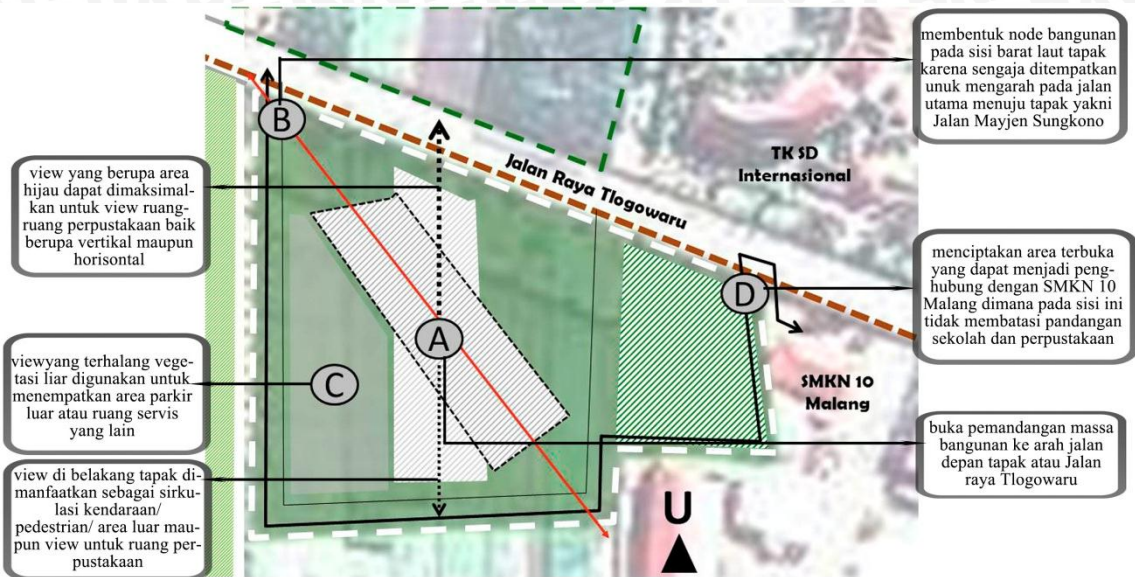 membentuk node bangunan
pada sisi barat laut tapak
karena sengaja ditempatkan
unuk mengarah pada jalan
utama menuju tapak yakni
Jalan Mayjen Sungkono
B
Jalan Raya Tlogowaru
TK SD
Internasional
view yang berupa area
hijau dapat dimaksimal-
kan untuk view ruang-
ruang perpustakaan baik
berupa vertikal maupun
horisontal
menciptakan area terbuka
yang dapat menjadi peng-
hubung dengan SMKN 10
Malang dimana pada sisi ini
tidak membatasi pandangan
sekolah dan perpustakaan
D
A
viewyang terhalang vege-
tasi liar digunakan untuk
menempatkan area parkir
luar atau ruang servis
yang lain
C
SMKN 10
Malang
buka pemandangan massa
bangunan ke arah jalan
depan tapak atau Jalan
raya Tlogowaru
view di belakang tapak di-
manfaatkan sebagai sirku-
lasi kendaraan/
pedestrian/ area luar mau-
pun view untuk ruang per-
pustakaan
U